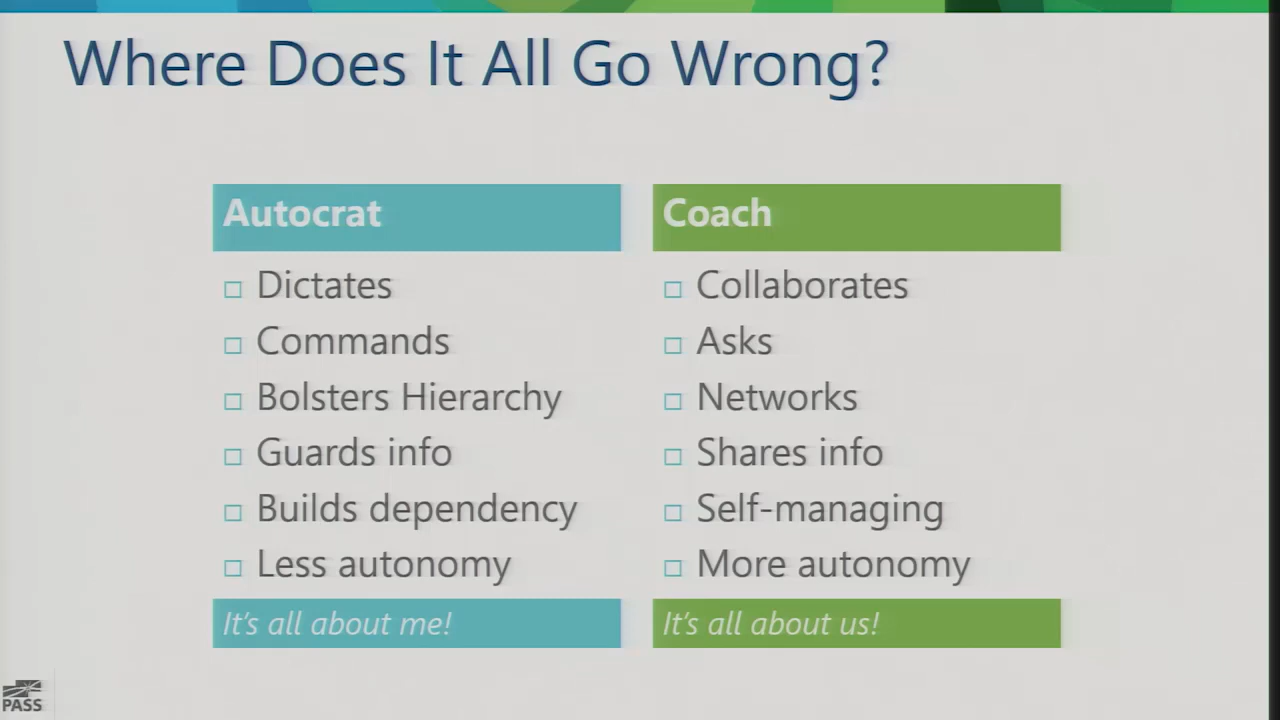 Where Does It All Go Wrong?
Autocrat
Dictates
Commands
Bolsters Hierarchy
Guards info
Builds dependency
Less autonomy
It's all about me!
Coach
Collaborates
Asks
Networks
Shares info
Self-managing
More autonomy
It's all about us!
PASS